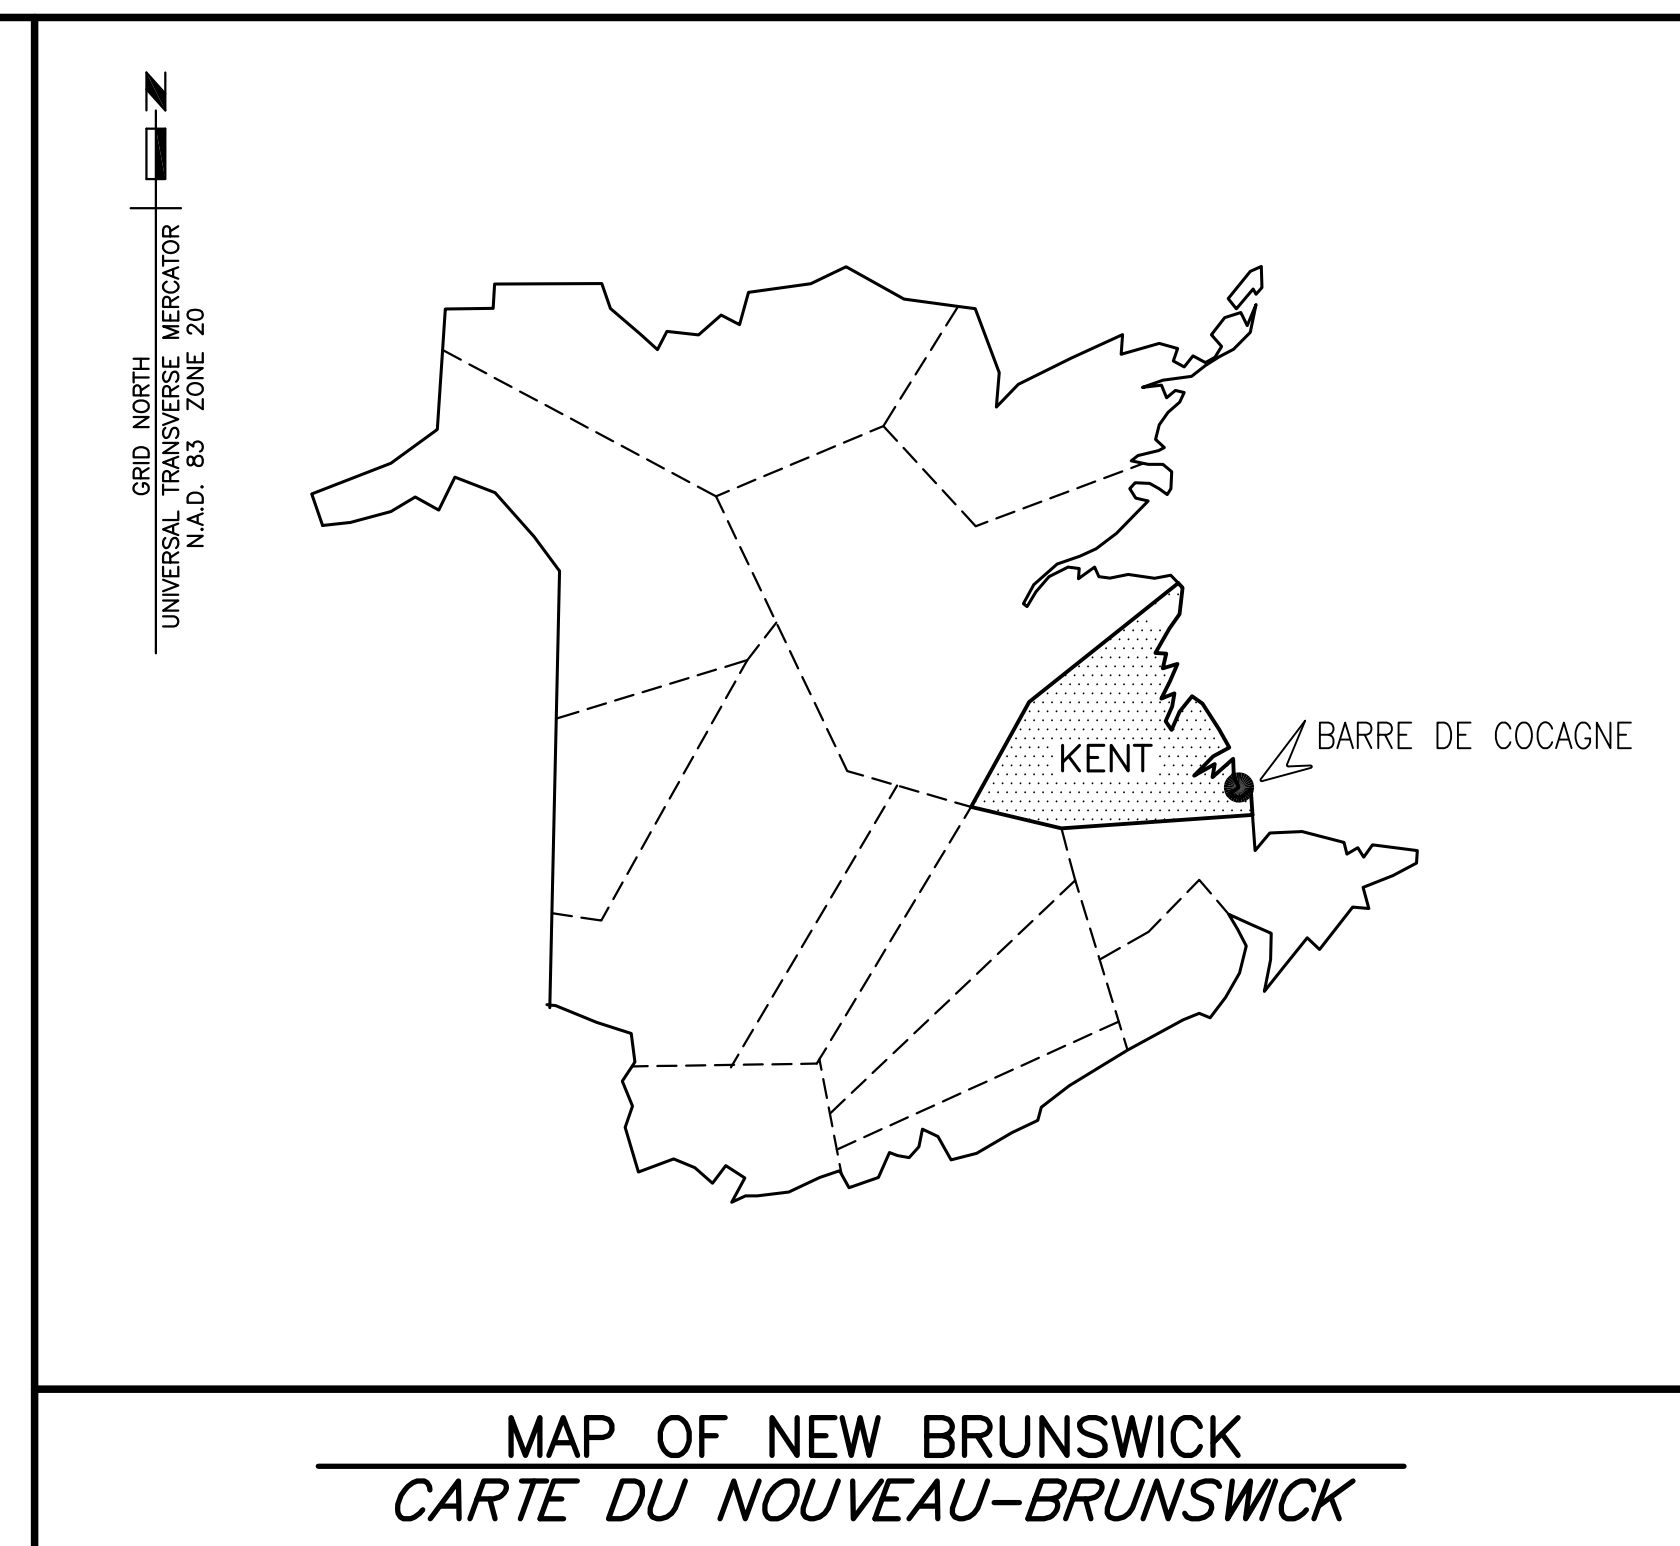 N
GRID NORTH
UNIVERSAL TRANSVERSE MERCATOR
N.A.D. 83 ZONE 20
KENT
BARRE DE COCAGNE
MAP OF NEW BRUNSWICK
CARTE DU NOUVEAU-BRUNSWICK